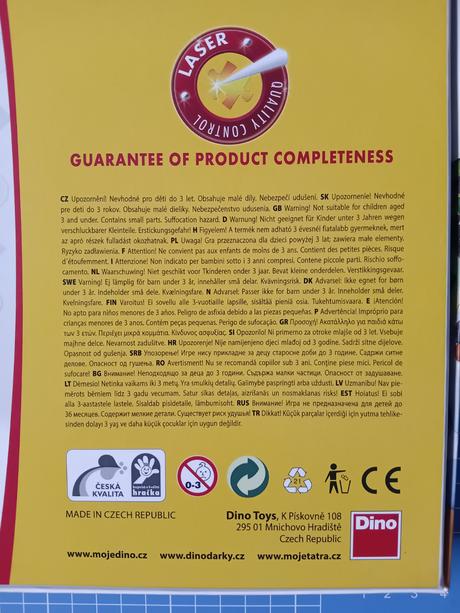 LASER
QUALITY CONTROL
GUARANTEE OF PRODUCT COMPLETENESS
CZ Upozornění! Nevhodné pro děti do 3 let. Obsahuje malé díly. Nebezpečí udušení. SK Upozornenie! Nevhodné
pre deti do 3 rokov. Obsahuje malé dieliky. Nebezpečenstvo udusenia. GB Warning! Not suitable for children aged
3 and under. Contains small parts. Suffocation hazard. D Warnung! Nicht geeignet für Kinder unter 3 Jahren wegen
verschluckbarer Kleinteile. Erstickungsgefahr! H Figyelem! A termék nem adható 3 évesnél fiatalabb gyermeknek, mert
az apró részek fulladást okozhatnak. PL Uwaga! Gra przeznaczona dla dzieci powyżej 3 lat; zawiera małe elementy.
Ryzyko zadławienia. F Attention! Ne convient pas aux enfants de moins de 3 ans. Contient des petites pièces. Risque
d'étouffement. I Attenzione! Non indicato per bambini sotto i 3 anni compresi. Contiene piccole parti. Rischio soffo-
camento. NL Waarschuwing! Niet geschikt voor Tkinderen onder 3 jaar. Bevat kleine onderdelen. Verstikkingsgevaar.
SWE Varning! Ej lämplig för barn under 3 år, innehåller små delar. Kvävningsrisk. DK Advarsel: Ikke egnet for børn
under 3 år. Indeholder små dele. Kvælningsfare. N Advarsel: Passer ikke for barn under 3 år. Inneholder små deler.
Kvelningsfare. FIN Varoitus! Ei sovellu alle 3-vuotiaille lapsille, sisältää pieniä osia. Tukehtumisvaara. E ¡Atención!
No apto para niños menores de 3 años. Peligro de asfixia debido a las piezas pequeñas. P Advertência! Impróprio para
crianças menores de 3 anos. Contém peças pequenas. Perigo de sufocação. GR Προσοχή! Ακατάλληλο για παιδιά κάτω
των 3 ετών. Περιέχει μικρά κομμάτια. Κίνδυνος ασφυξίας. SI Opozorilo! Ni primerno za otroke mlajše od 3 let. Vsebuje
majhne delce. Nevarnost zadušitve. HR Upozorenje! Nije namijenjeno djeci mlađoj od 3 godine. Sadrži sitne dijelove.
Opasnost od gušenja. SRB Упозорење! Игре нису прикладне за децу старосне доби до 3 године. Садржи ситне
делове. Опасност од гушења. RO Avertisment! Nu se recomandă copiilor sub 3 ani. Conține piese mici. Pericol de
sufocare! BG Внимание! Неподходящо за деца до 3 години. Съдържа малки частици. Опасност от задушаване.
LT Dėmesio! Netinka vaikams iki 3 metų. Yra smulkių detalių. Galimybė paspringti arba uždusti. LV Uzmanību! Nav pie-
mērots bērniem līdz 3 gadu vecumam. Satur sīkas detaļas, aizrīšanās un nosmakšanas risks! EST Hoiatus! Ei sobi
alla 3-aastastele lastele. Sisaldab pisidetaile, lämbumisoht. RUS Внимание! Игра не предназначена для детей до
36 месяцев. Содержит мелкие детали. Существует риск удушья! TR Dikkat! Küçük parçalar içerdiği için yutma tehlike-
sinden dolayı 3 yaş ve daha küçük çocuklar için uygun değildir.
ČESKÁ
KVALITA
hračka
0-3
21
MADE IN CZECH REPUBLIC
Dino Toys, K Pískovně 108
295 01 Mnichovo Hradiště
Czech Republic
Dino
www.mojedino.cz
www.dinodarky.cz
www.mojetatra.cz
1 2 3 4